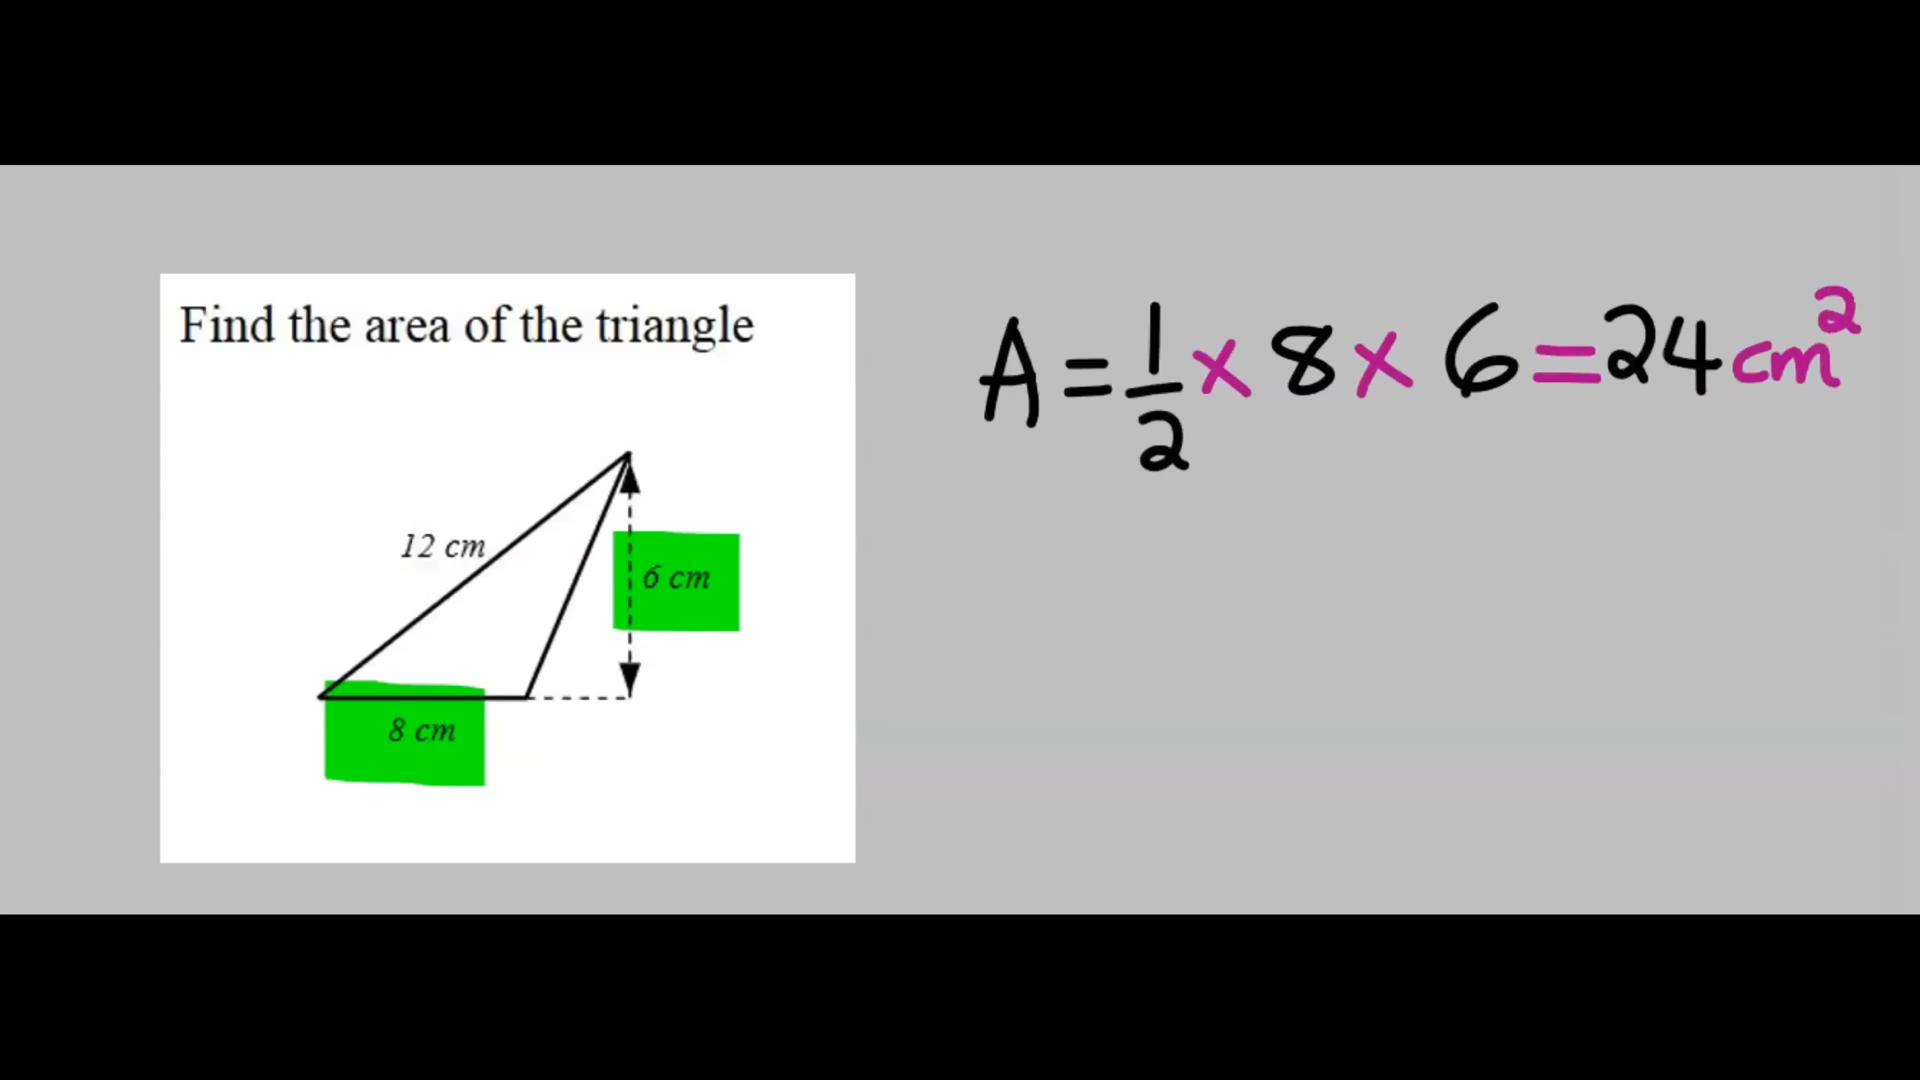 Find the area of the triangle
A = 1/2 × 8 × 6 = 24 cm²
12 cm
6 cm
8 cm